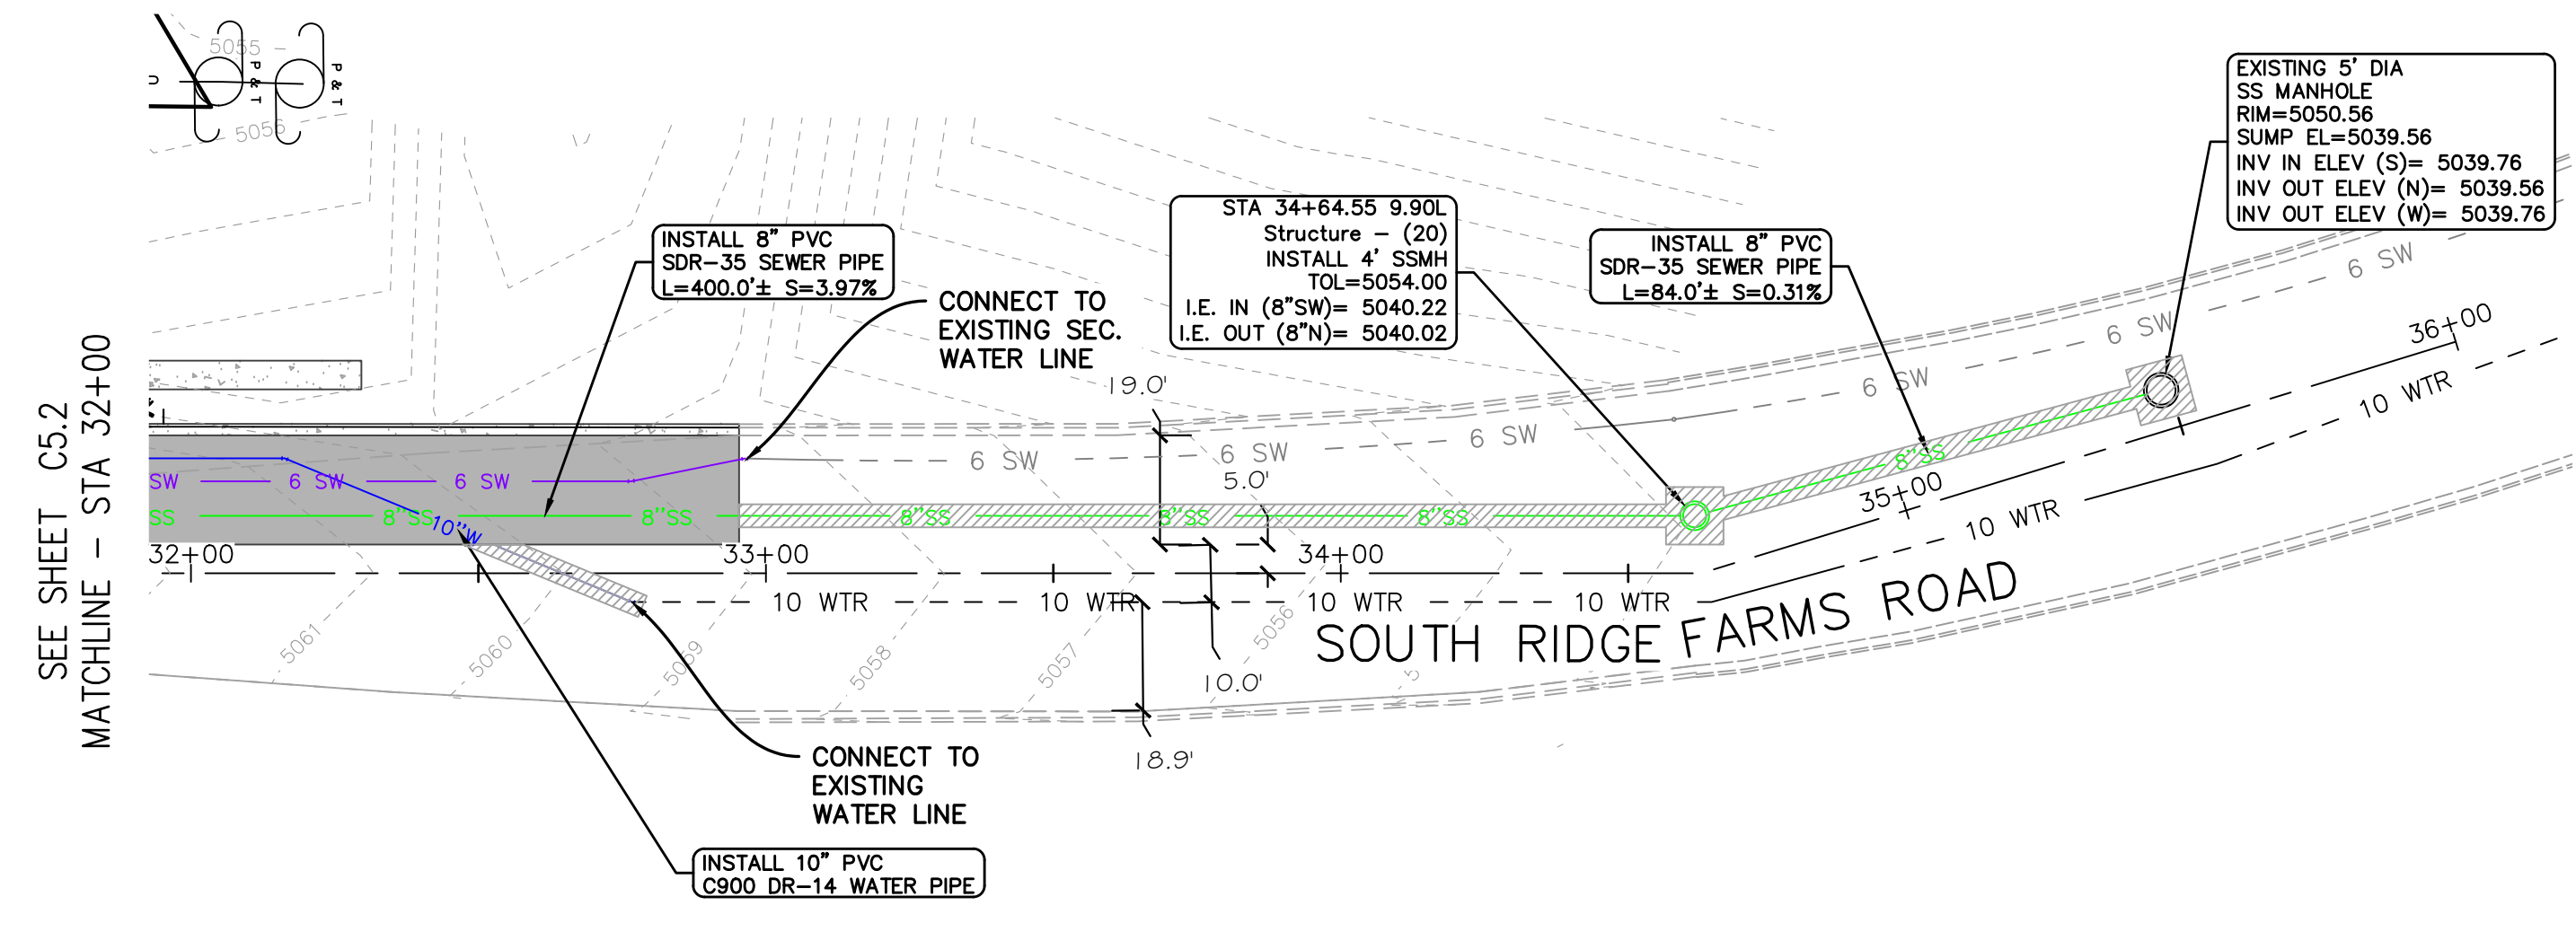 5055
5056
P & T
P & T
SEE SHEET C5.2
MATCHLINE - STA 32+00
INSTALL 8" PVC
SDR-35 SEWER PIPE
L=400.0'± S=3.97%
CONNECT TO
EXISTING SEC.
WATER LINE
STA 34+64.55 9.90L
Structure - (20)
INSTALL 4' SSMH
TOL=5054.00
I.E. IN (8"SW)= 5040.22
I.E. OUT (8"N)= 5040.02
INSTALL 8" PVC
SDR-35 SEWER PIPE
L=84.0'± S=0.31%
EXISTING 5' DIA
SS MANHOLE
RIM=5050.56
SUMP EL=5039.56
INV IN ELEV (S)= 5039.76
INV OUT ELEV (N)= 5039.56
INV OUT ELEV (W)= 5039.76
19.0'
5.0'
10.0'
18.9'
6 SW
6 SW
6 SW
6 SW
6 SW
6 SW
SW
6 SW
6 SW
SS
8"SS
8"SS
8"SS
8"SS
8"SS
8"SS
10"W
32+00
33+00
34+00
35+00
36+00
10 WTR
10 WTR
10 WTR
10 WTR
10 WTR
10 WTR
5061
5060
5059
5058
5057
5056
SOUTH RIDGE FARMS ROAD
CONNECT TO
EXISTING
WATER LINE
INSTALL 10" PVC
C900 DR-14 WATER PIPE